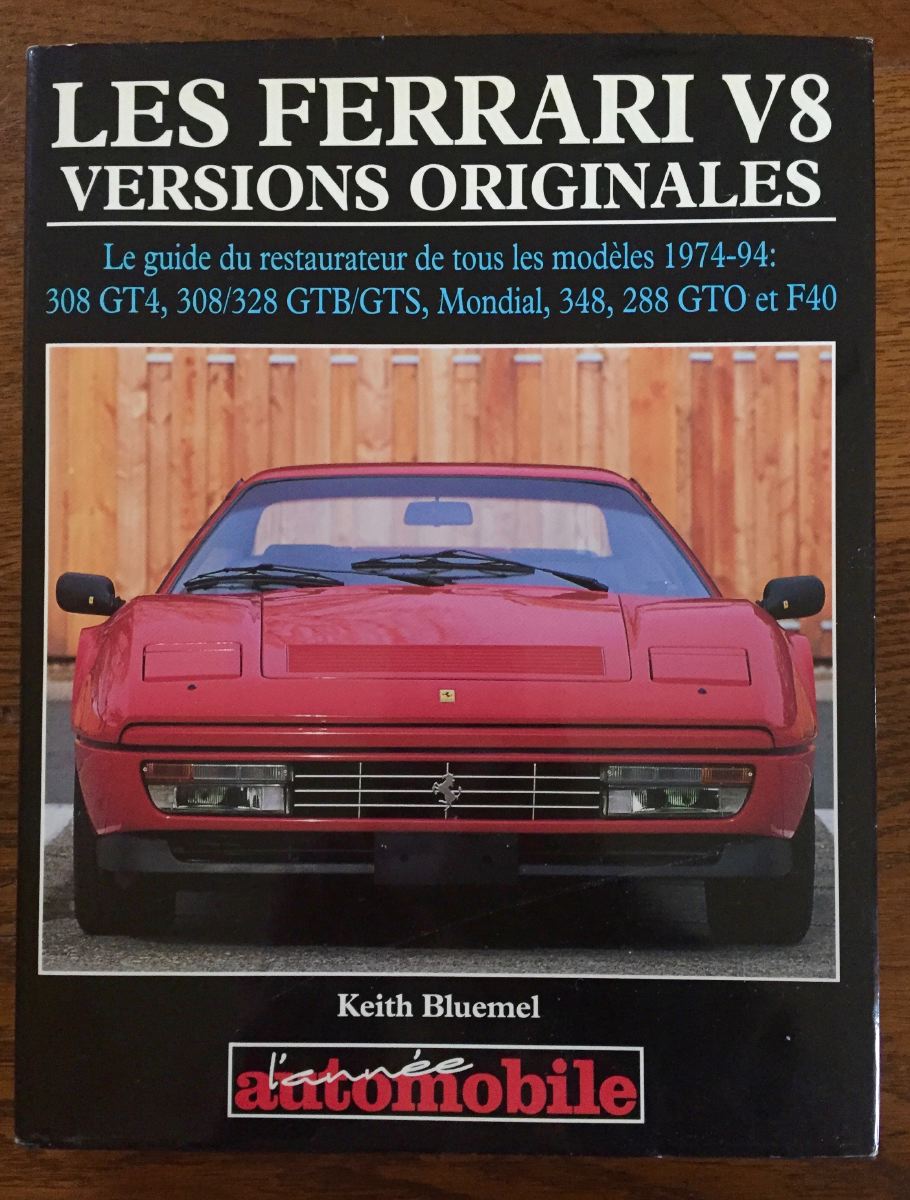 LES FERRARI V8
VERSIONS ORIGINALES
Le guide du restaurateur de tous les modèles 1974-94:
308 GT4, 308/328 GTB/GTS, Mondial, 348, 288 GTO et F40
Keith Bluemel
l'année
automobile